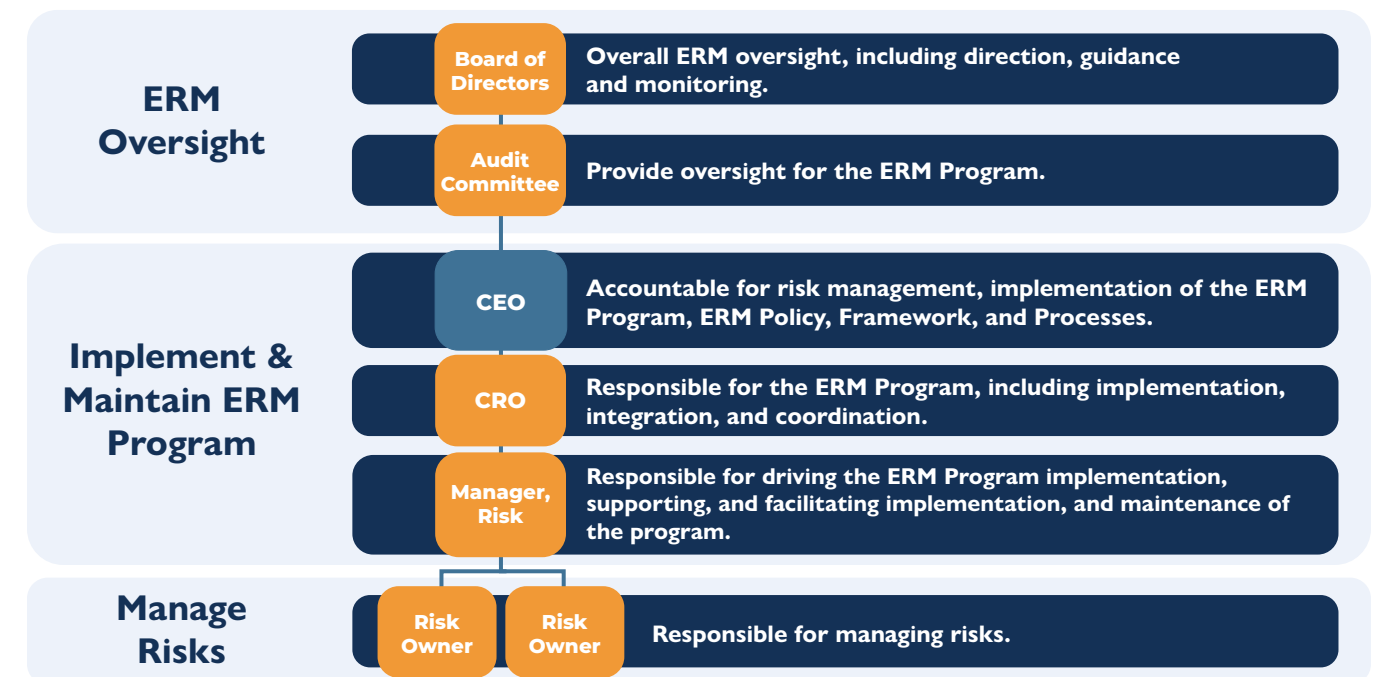 ERM
Oversight
Board of
Directors
Overall ERM oversight, including direction, guidance
and monitoring.
Audit
Committee
Provide oversight for the ERM Program.
Implement &
Maintain ERM
Program
CEO
Accountable for risk management, implementation of the ERM
Program, ERM Policy, Framework, and Processes.
CRO
Responsible for the ERM Program, including implementation,
integration, and coordination.
Manager,
Risk
Responsible for driving the ERM Program implementation,
supporting, and facilitating implementation, and maintenance of
the program.
Manage
Risks
Risk
Owner
Risk
Owner
Responsible for managing risks.